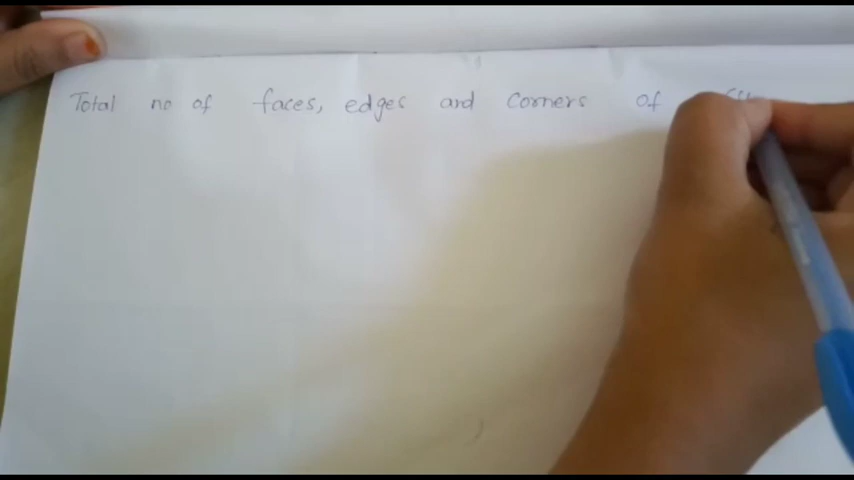 Total no of faces, edges and corners of